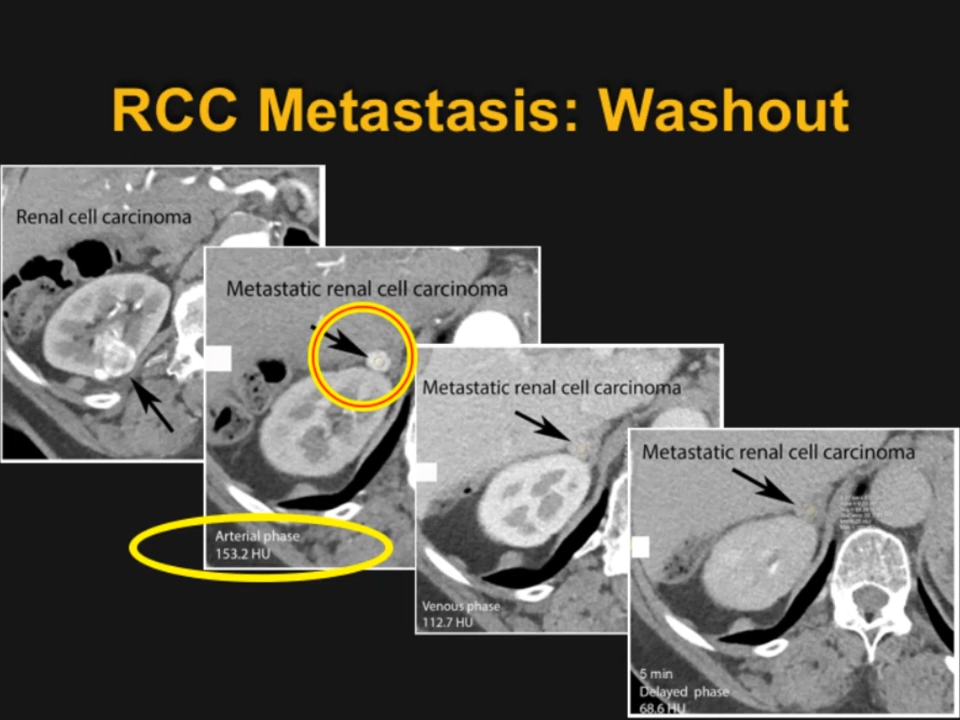 RCC Metastasis: Washout
Renal cell carcinoma
Metastatic renal cell carcinoma
Arterial phase
153.2 HU
Metastatic renal cell carcinoma
Venous phase
112.7 HU
Metastatic renal cell carcinoma
5 min
Delayed phase
68.6 HU